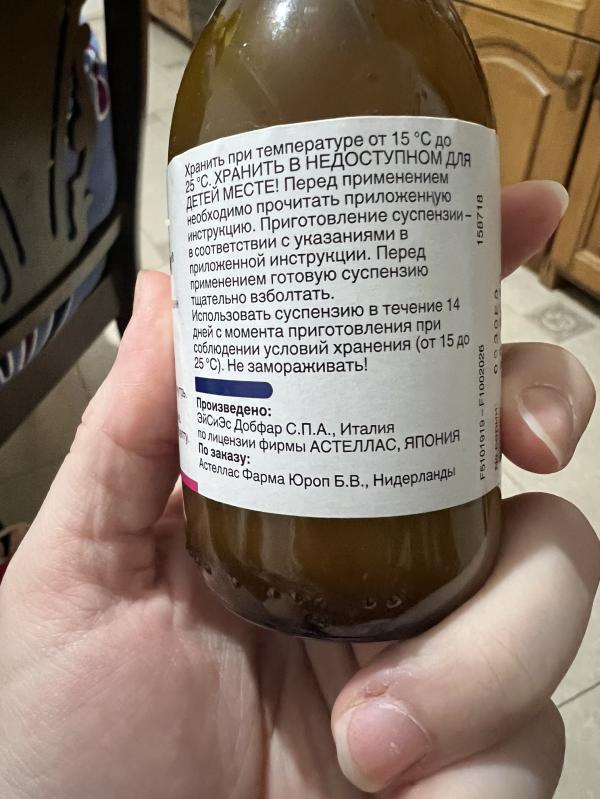 Хранить при температуре от 15 °C до
25 °C. ХРАНИТЬ В НЕДОСТУПНОМ ДЛЯ
ДЕТЕЙ МЕСТЕ! Перед применением
необходимо прочитать приложенную
инструкцию. Приготовление суспензии –
в соответствии с указаниями в
приложенной инструкции. Перед
применением готовую суспензию
тщательно взболтать.
Использовать суспензию в течение 14
дней с момента приготовления при
соблюдении условий хранения (от 15 до
25 °C). Не замораживать!
Произведено:
ЭйСиЭс Добфар С.П.А., Италия
по лицензии фирмы АСТЕЛЛАС, ЯПОНИЯ
По заказу:
Астеллас Фарма Юроп Б.В., Нидерланды
158718
F5101919 – F1002026
№ серии